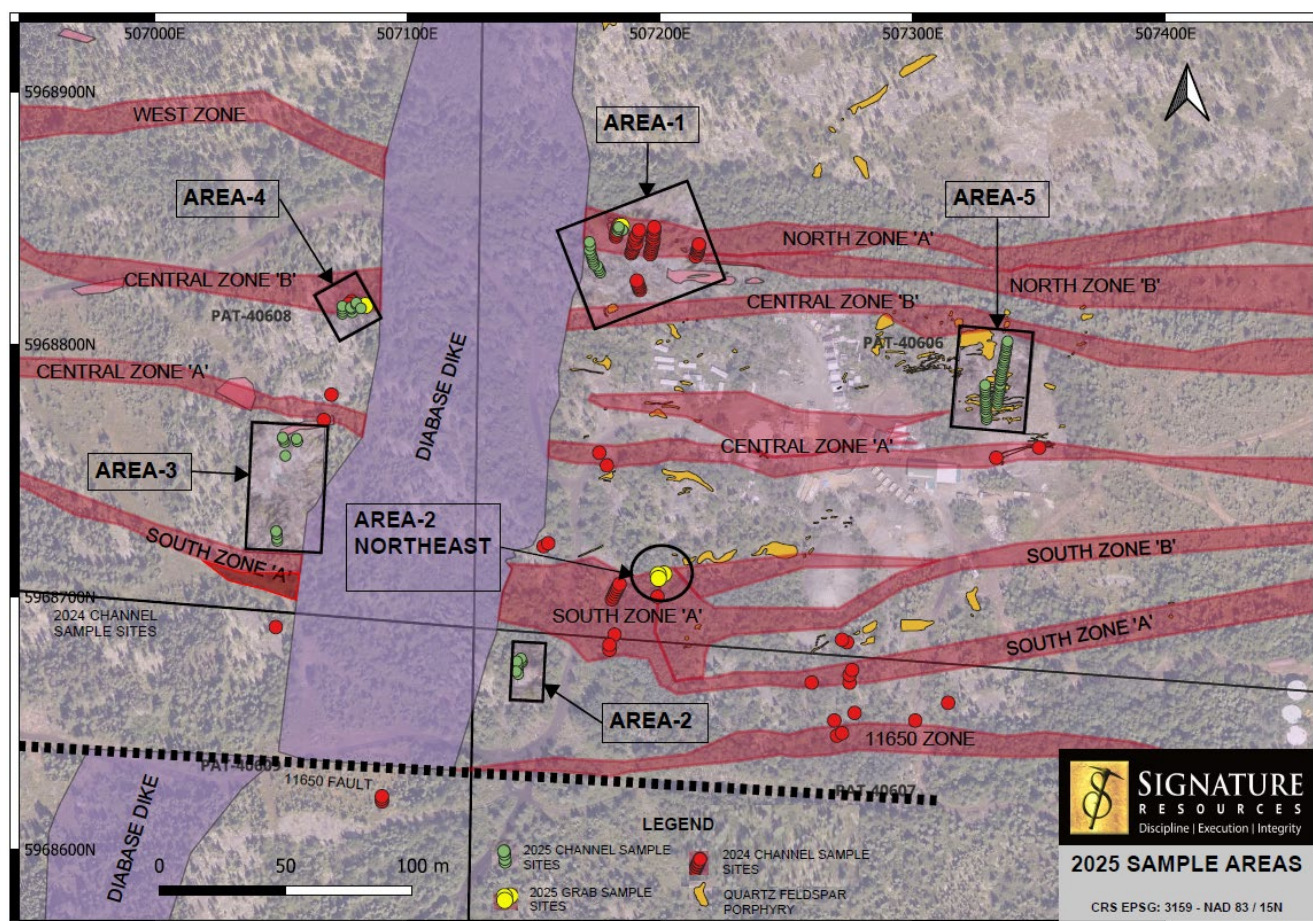 507000E
507100E
507200E
507300E
507400E
5968900N
WEST ZONE
AREA-1
AREA-4
AREA-5
NORTH ZONE 'A'
CENTRAL ZONE 'B'
NORTH ZONE 'B'
CENTRAL ZONE 'B'
PAT-40608
5968800N
PAT-40606
CENTRAL ZONE 'A'
DIABASE DIKE
CENTRAL ZONE 'A'
AREA-3
AREA-2
NORTHEAST
SOUTH ZONE 'B'
SOUTH ZONE 'A'
5968700N
2024 CHANNEL
SAMPLE SITES
SOUTH ZONE 'A'
SOUTH ZONE 'A'
AREA-2
11650 ZONE
PAT-40609
11650 FAULT
PAT-40607
DIABASE DIKE
5968600N
0
50
100 m
LEGEND
2025 CHANNEL SAMPLE
SITES
2024 CHANNEL SAMPLE
SITES
2025 GRAB SAMPLE
SITES
QUARTZ FELDSPAR
PORPHYRY
SIGNATURE
RESOURCES
Discipline | Execution | Integrity
2025 SAMPLE AREAS
CRS EPSG: 3159 - NAD 83 / 15N